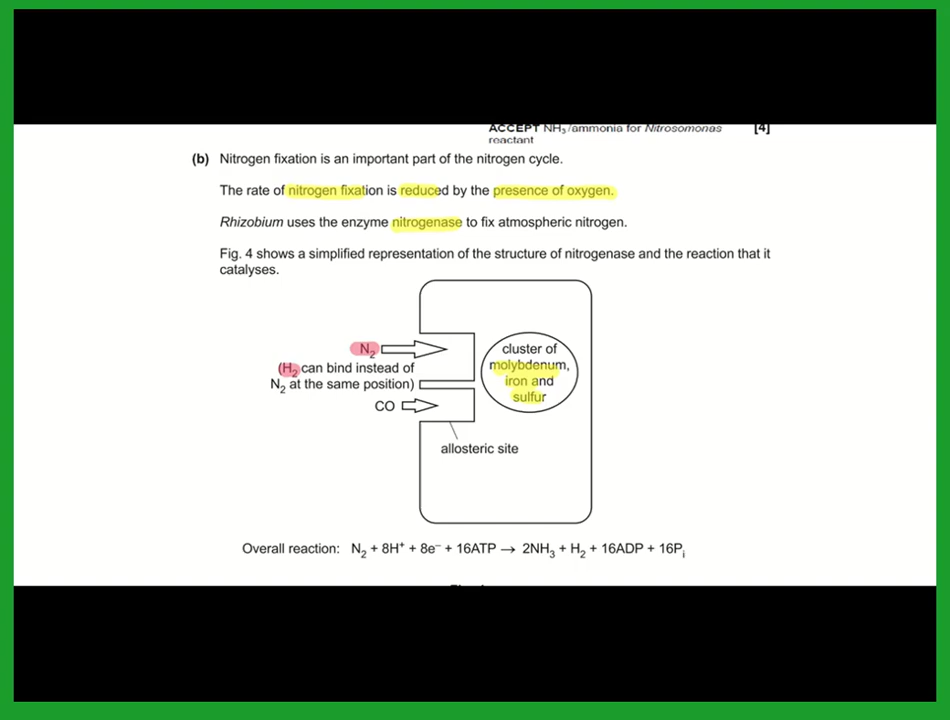 ACCEPT NH₃/ammonia for Nitrosomonas [4]
reactant
(b) Nitrogen fixation is an important part of the nitrogen cycle.
The rate of nitrogen fixation is reduced by the presence of oxygen.
Rhizobium uses the enzyme nitrogenase to fix atmospheric nitrogen.
Fig. 4 shows a simplified representation of the structure of nitrogenase and the reaction that it
catalyses.
N₂
(H₂ can bind instead of
N₂ at the same position)
CO
cluster of
molybdenum,
iron and
sulfur
allosteric site
Overall reaction: N₂ + 8H⁺ + 8e⁻ + 16ATP → 2NH₃ + H₂ + 16ADP + 16Pᵢ